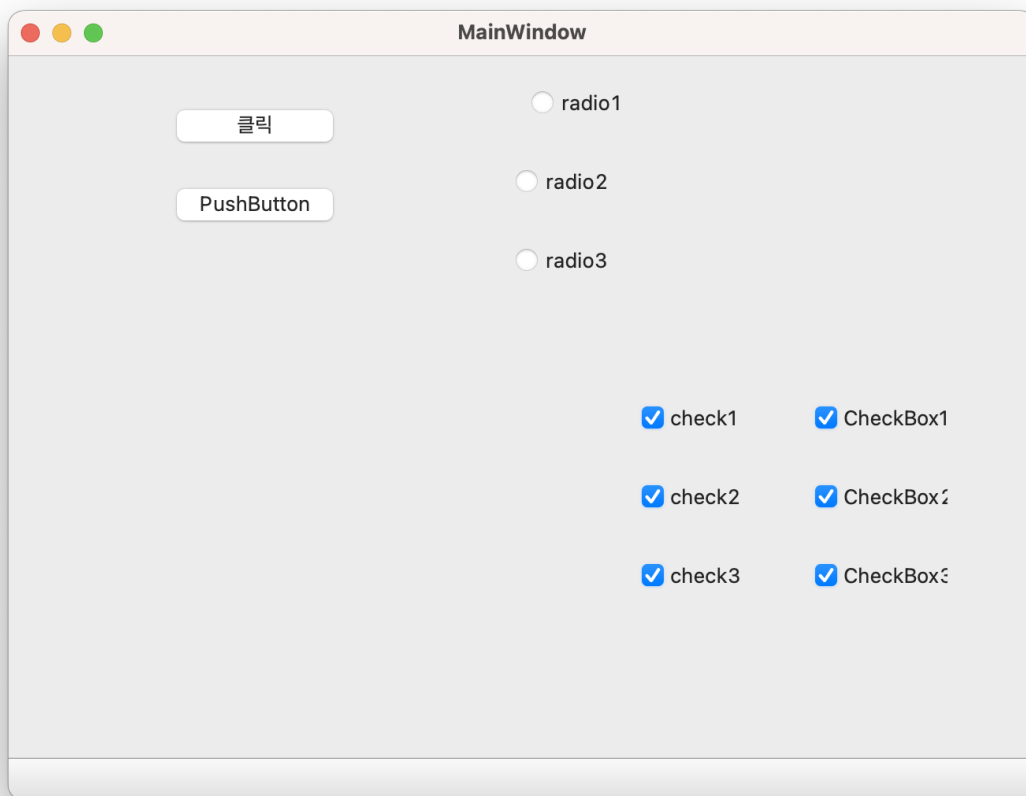 MainWindow
클릭
radio1
PushButton
radio2
radio3
check1
CheckBox1
check2
CheckBox2
check3
CheckBox3